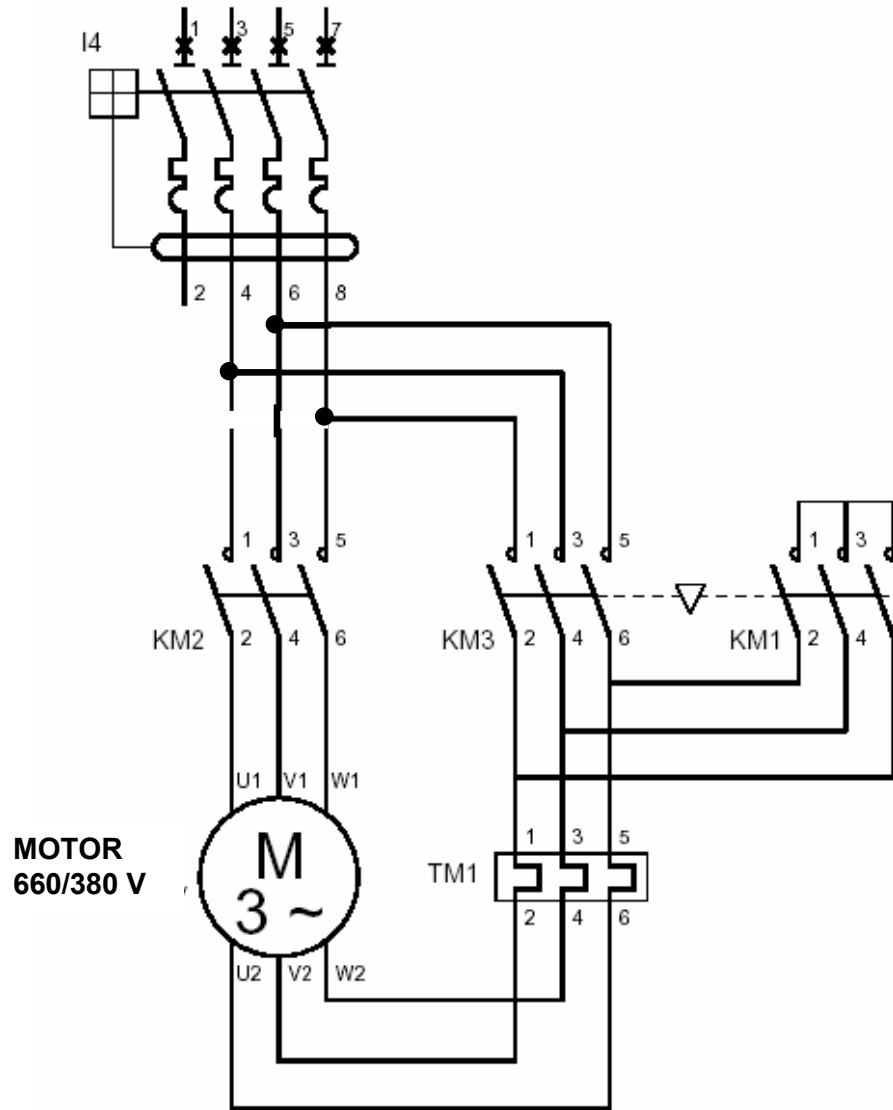 I4
1 3 5 7
2 4 6 8
1 3 5
1 3 5
1 3
KM2 2 4 6
KM3 2 4 6
KM1 2 4
U1 V1 W1
MOTOR
660/380 V
M
3 ~
TM1
1 3 5
2 4 6
U2 V2 W2